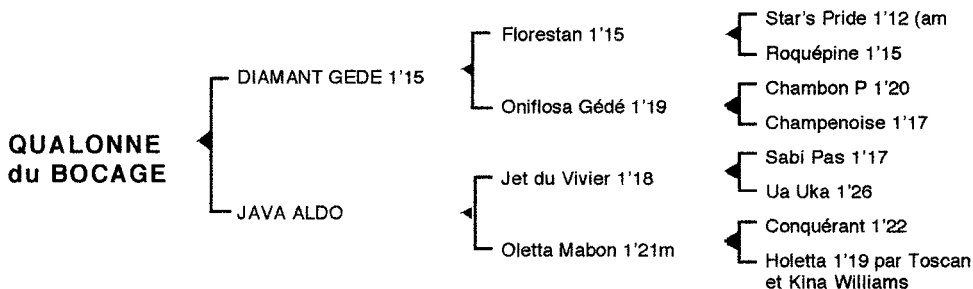 Star's Pride 1'12 (am
Florestan 1'15
Roquépine 1'15
DIAMANT GEDE 1'15
Chambon P 1'20
Oniflosa Gédé 1'19
Champenoise 1'17
QUALONNE
du BOCAGE
Sabi Pas 1'17
Jet du Vivier 1'18
Ua Uka 1'26
JAVA ALDO
Conquérant 1'22
Oletta Mabon 1'21m
Holetta 1'19 par Toscan
et Kina Williams